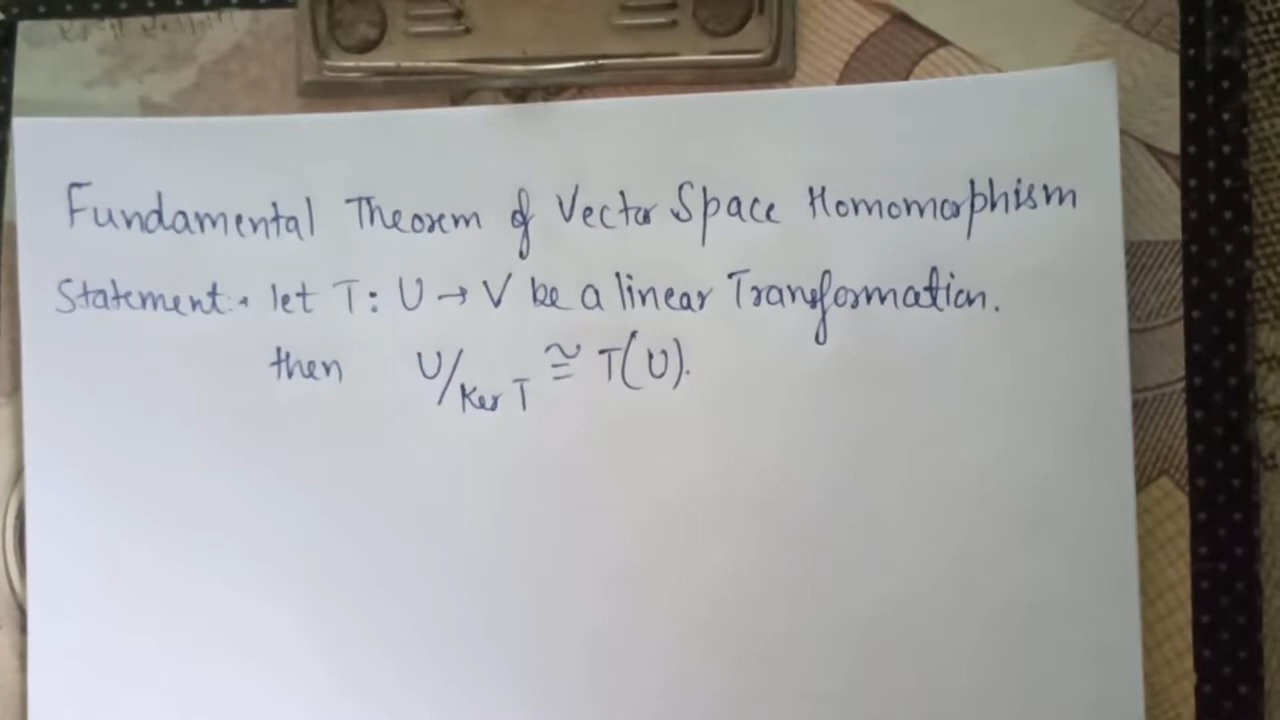 Fundamental Theorem of Vector Space Homomorphism
Statement:- let T: U → V be a linear Transformation.
then U/Ker T ≅ T(U).